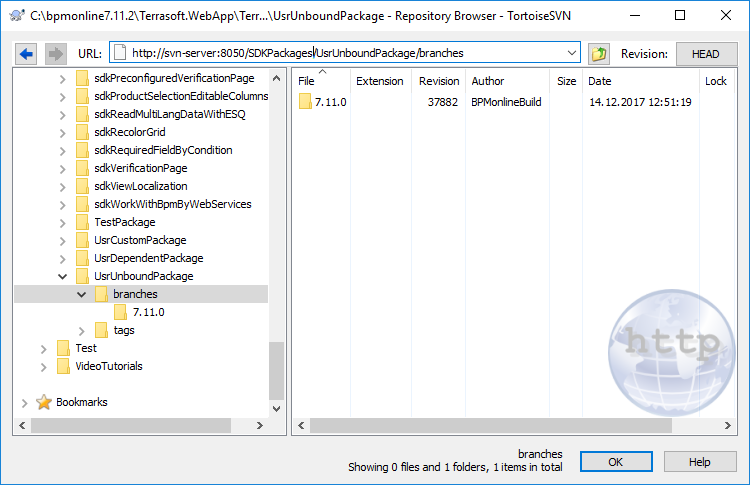 C:\bpmonline7.11.2\Terrasoft.WebApp\Terr...\UsrUnboundPackage - Repository Browser - TortoiseSVN
URL: http://svn-server:8050/SDKPackages/UsrUnboundPackage/branches Revision: HEAD
sdkPreconfiguredVerificationPage
sdkProductSelectionEditableColumns
sdkReadMultiLangDataWithESQ
sdkRecolorGrid
sdkRequiredFieldByCondition
sdkVerificationPage
sdkViewLocalization
sdkWorkWithBpmByWebServices
TestPackage
UsrCustomPackage
UsrDependentPackage
UsrUnboundPackage
branches
7.11.0
tags
Test
VideoTutorials
Bookmarks
File Extension Revision Author Size Date Lock
7.11.0 37882 BPMonlineBuild 14.12.2017 12:51:19
http
branches
Showing 0 files and 1 folders, 1 items in total
OK Help